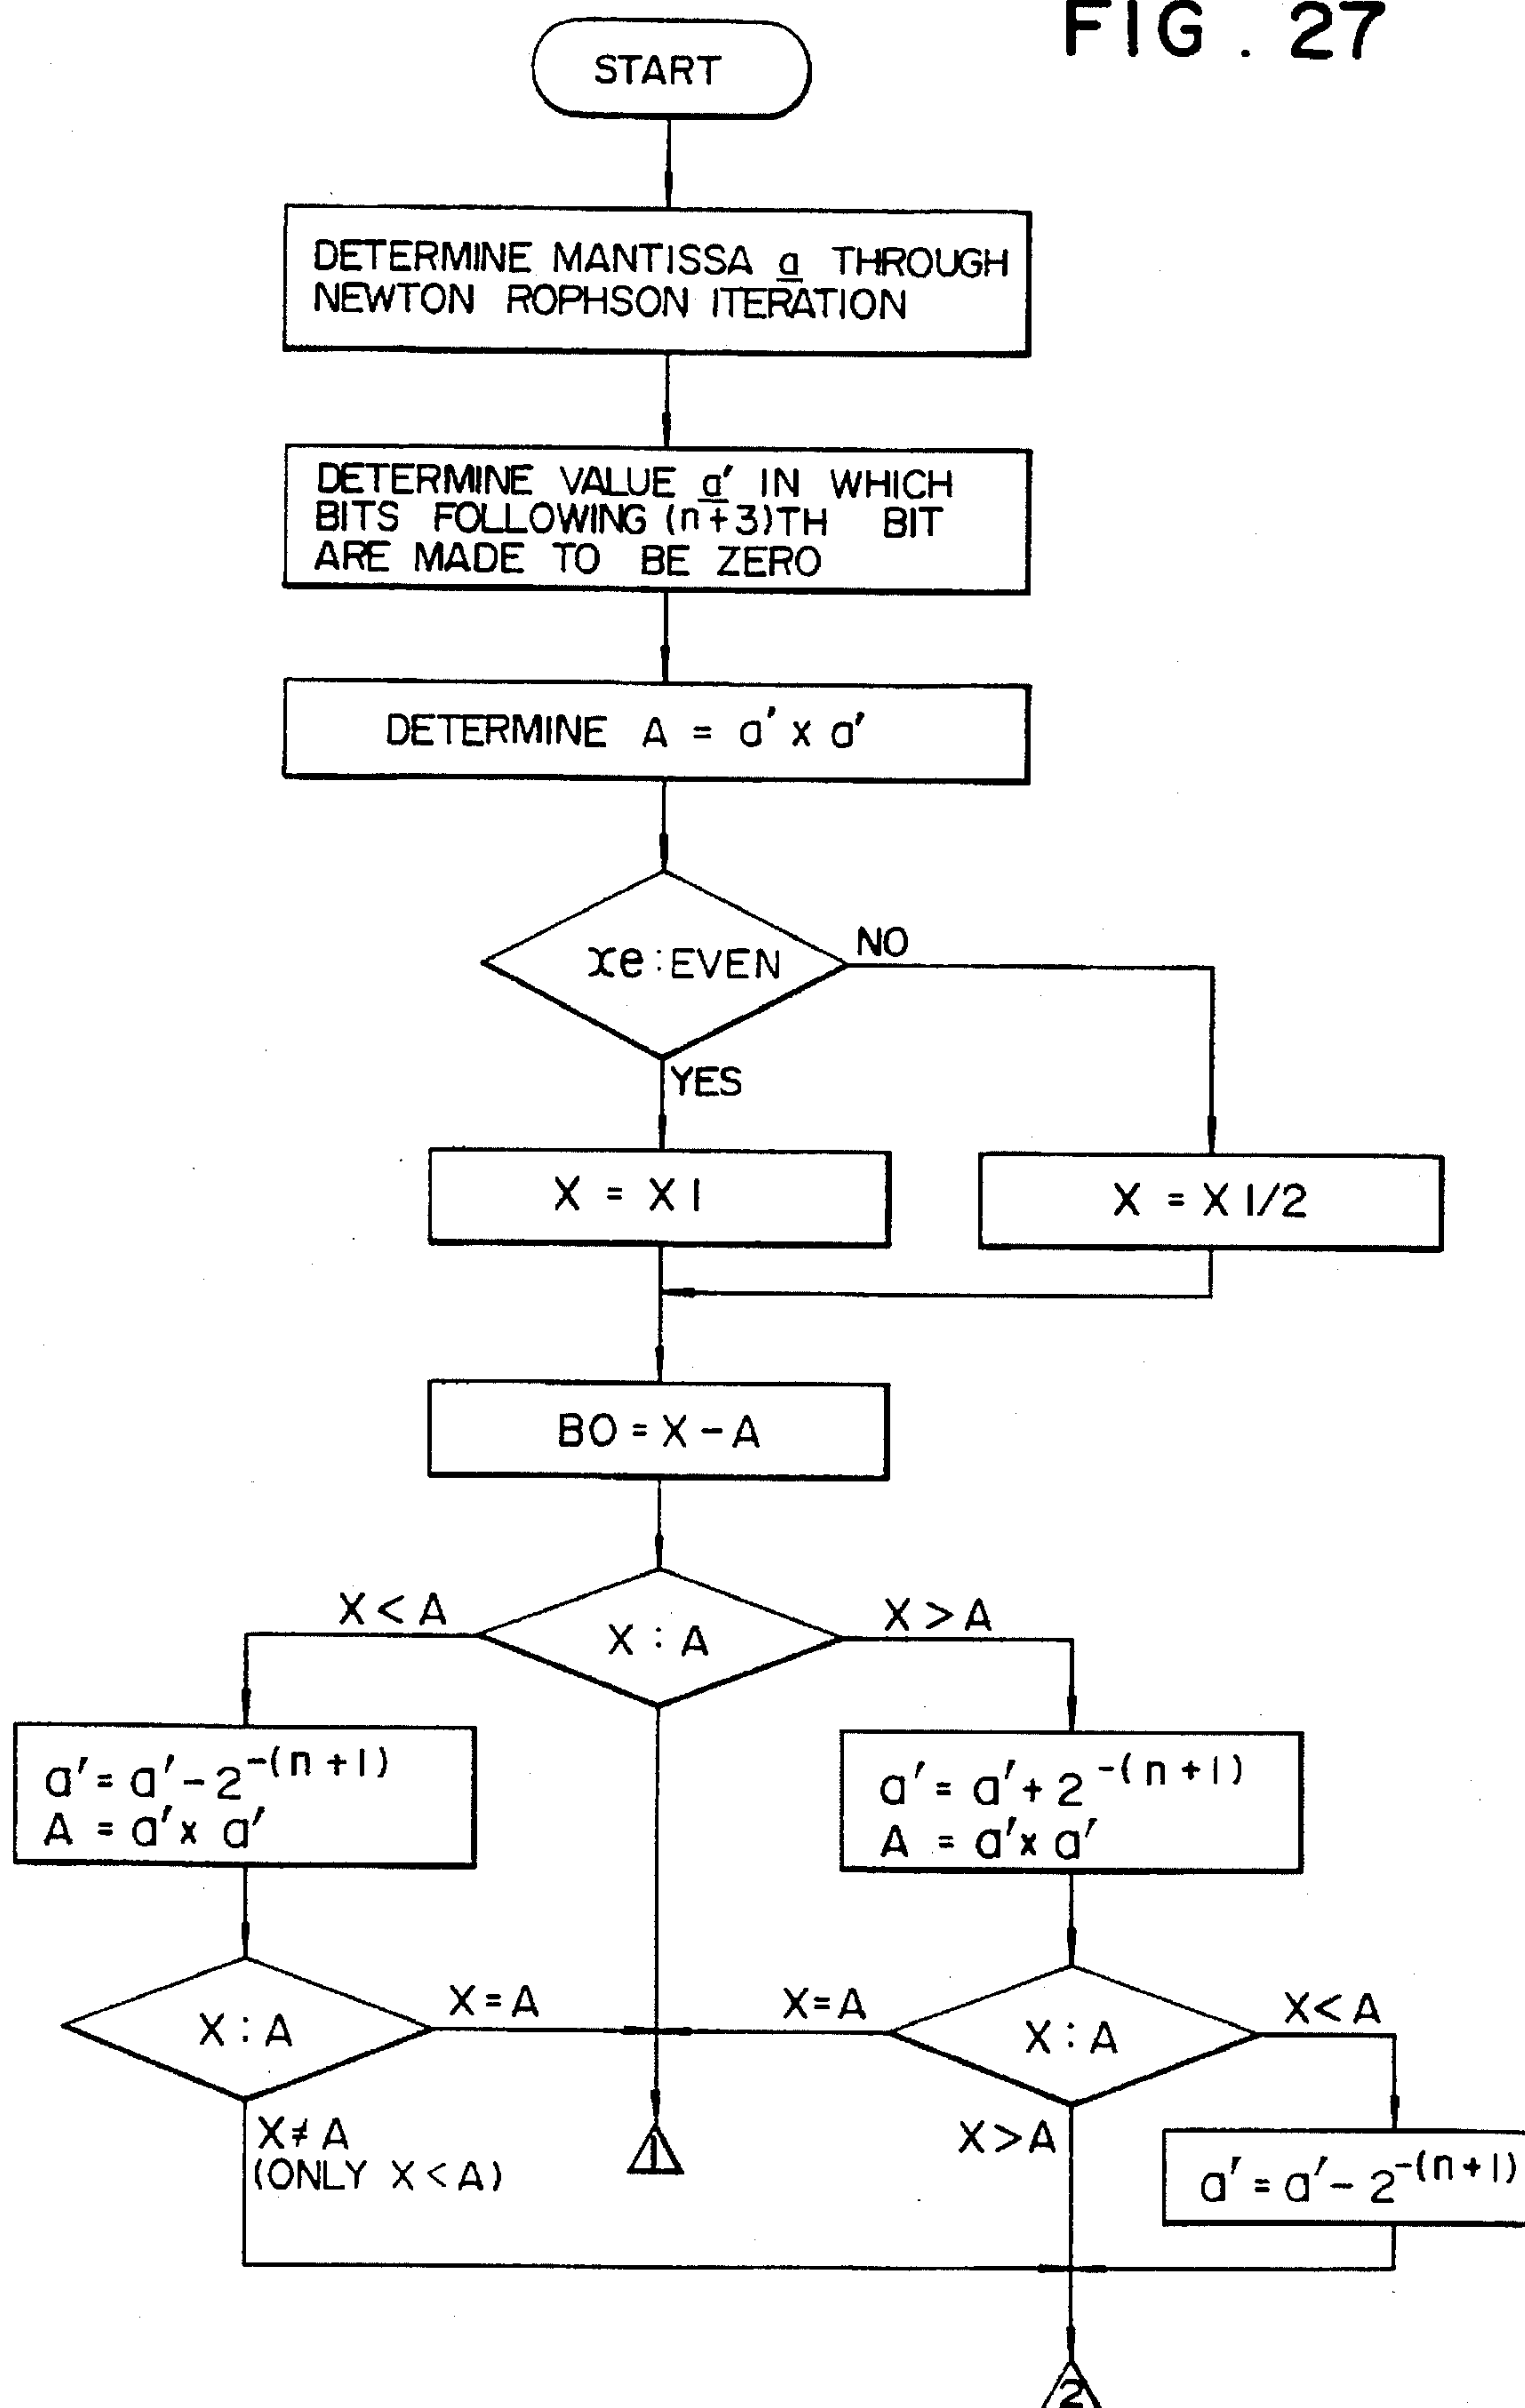 FIG. 27
START
DETERMINE MANTISSA a THROUGH
NEWTON ROPHSON ITERATION
DETERMINE VALUE a' IN WHICH
BITS FOLLOWING (n+3)TH BIT
ARE MADE TO BE ZERO
DETERMINE A = a' x a'
xe:EVEN
NO
YES
X = X1
X = X1/2
B0 = X - A
X < A
X : A
X > A
a' = a' - 2^-(n+1)
A = a' x a'
a' = a' + 2^-(n+1)
A = a' x a'
X : A
X = A
X = A
X : A
X < A
X ≠ A
(ONLY X < A)
1
X > A
a' = a' - 2^-(n+1)
2